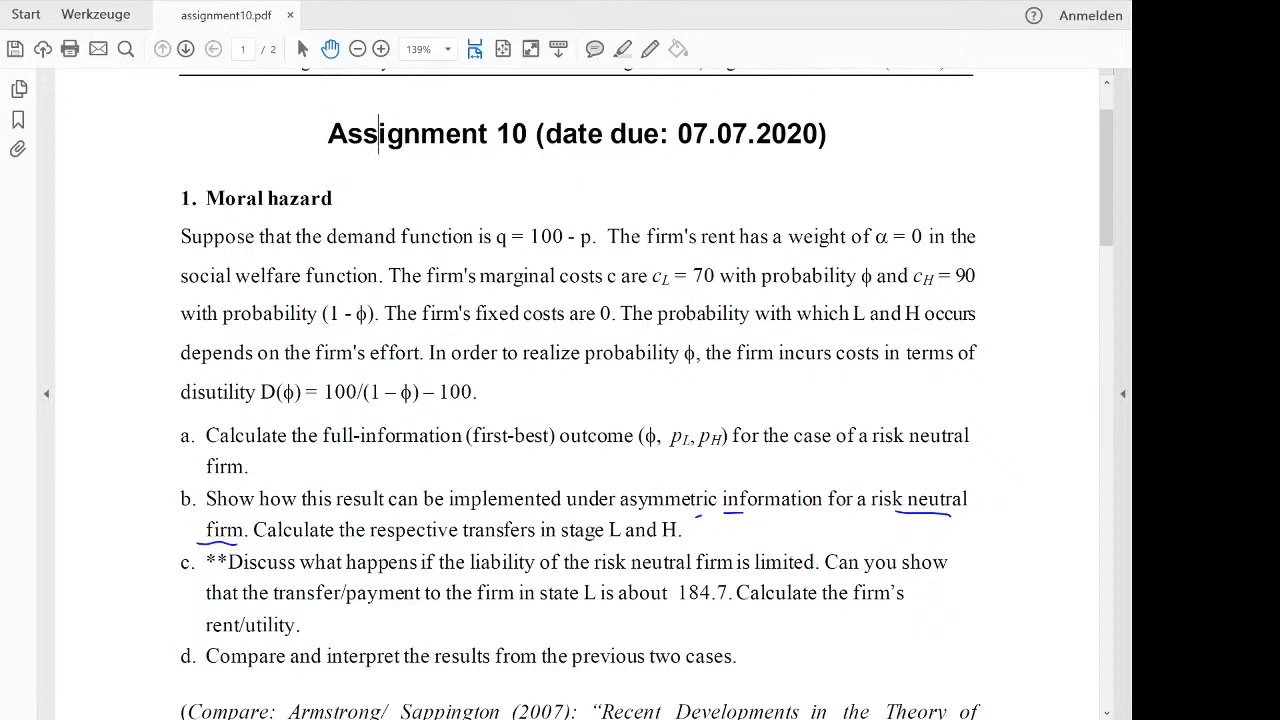 Start Werkzeuge assignment10.pdf × Anmelden
1 / 2 139%
Assignment 10 (date due: 07.07.2020)
1. Moral hazard
Suppose that the demand function is q = 100 - p. The firm's rent has a weight of α = 0 in the
social welfare function. The firm's marginal costs c are cL = 70 with probability ϕ and cH = 90
with probability (1 - ϕ). The firm's fixed costs are 0. The probability with which L and H occurs
depends on the firm's effort. In order to realize probability ϕ, the firm incurs costs in terms of
disutility D(ϕ) = 100/(1 – ϕ) – 100.
a. Calculate the full-information (first-best) outcome (ϕ, pL, pH) for the case of a risk neutral
firm.
b. Show how this result can be implemented under asymmetric information for a risk neutral
firm. Calculate the respective transfers in stage L and H.
c. **Discuss what happens if the liability of the risk neutral firm is limited. Can you show
that the transfer/payment to the firm in state L is about 184.7. Calculate the firm's
rent/utility.
d. Compare and interpret the results from the previous two cases.
(Compare: Armstrong/ Sappington (2007): “Recent Developments in the Theory of